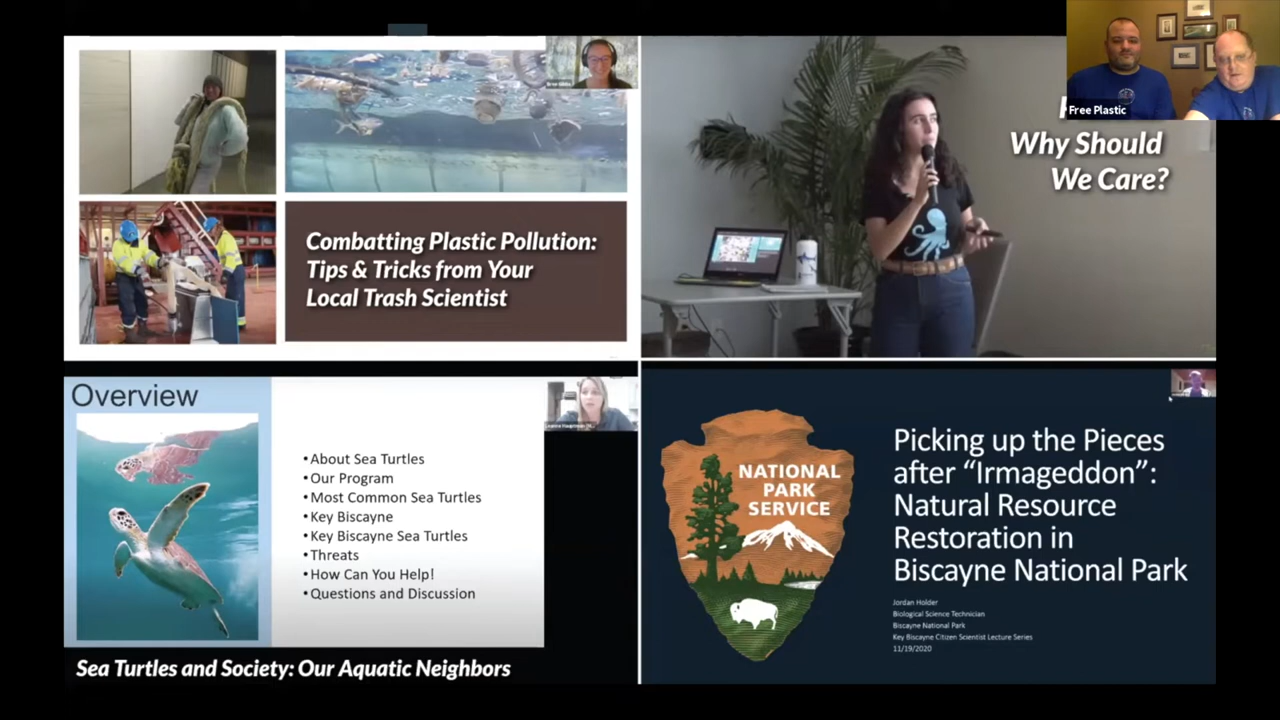 Free Plastic
Why Should
We Care?
Combatting Plastic Pollution:
Tips & Tricks from Your
Local Trash Scientist
Overview
•About Sea Turtles
•Our Program
•Most Common Sea Turtles
•Key Biscayne
•Key Biscayne Sea Turtles
•Threats
•How Can You Help!
•Questions and Discussion
Sea Turtles and Society: Our Aquatic Neighbors
NATIONAL
PARK
SERVICE
Picking up the Pieces
after “Irmageddon”:
Natural Resource
Restoration in
Biscayne National Park
Jordan Holder
Biological Science Technician
Biscayne National Park
Key Biscayne Citizen Scientist Lecture Series
11/19/2020